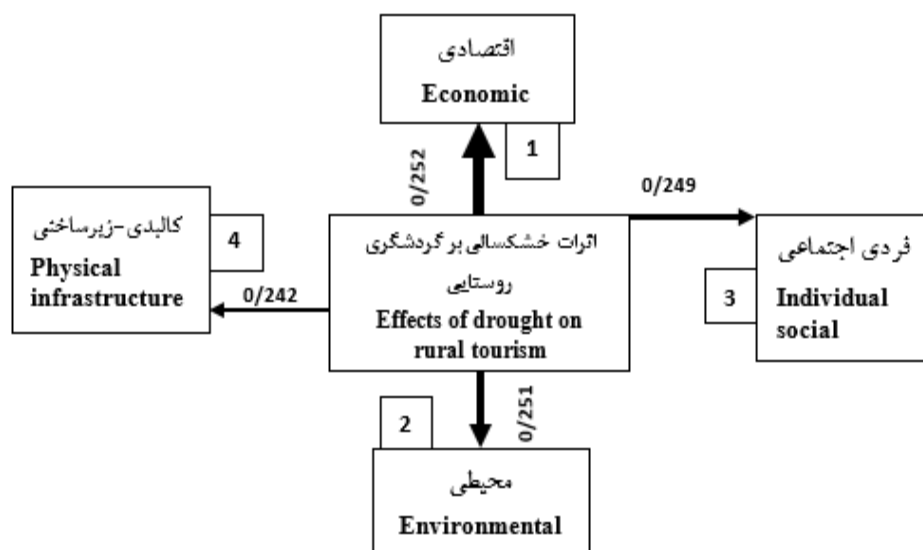 اقتصادی
Economic
1
0/252
0/249
کالبدی-زیرساختی
Physical
infrastructure
4
0/242
اثرات خشکسالی بر گردشگری
روستایی
Effects of drought on
rural tourism
فردی اجتماعی
Individual
social
3
2
0/251
محیطی
Environmental